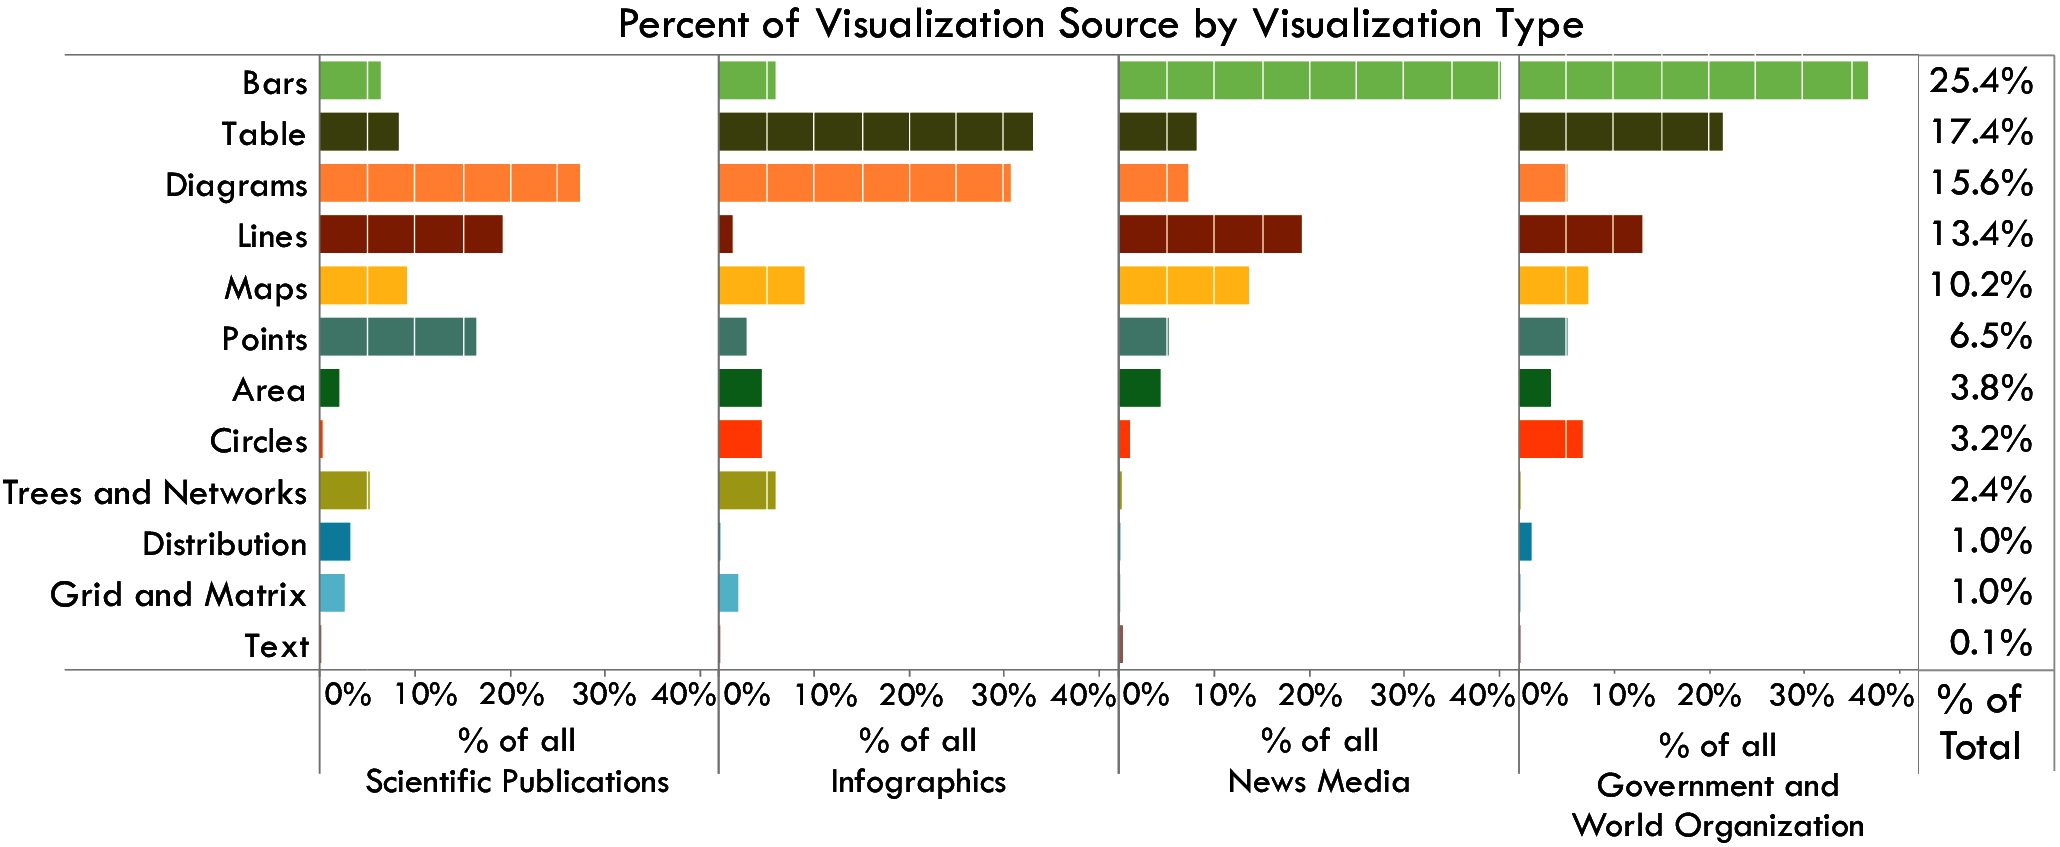 Percent of Visualization Source by Visualization Type
Bars 25.4%
Table 17.4%
Diagrams 15.6%
Lines 13.4%
Maps 10.2%
Points 6.5%
Area 3.8%
Circles 3.2%
Trees and Networks 2.4%
Distribution 1.0%
Grid and Matrix 1.0%
Text 0.1%
0% 10% 20% 30% 40% 0% 10% 20% 30% 40% 0% 10% 20% 30% 40% 0% 10% 20% 30% 40%
% of all
Scientific Publications
% of all
Infographics
% of all
News Media
% of all
Government and
World Organization
% of
Total